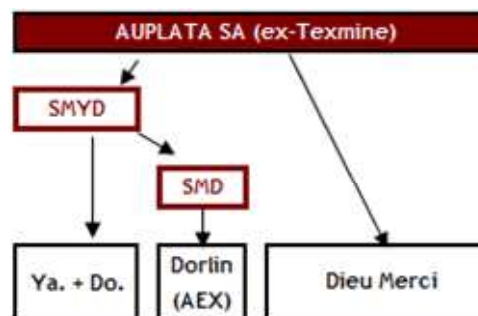 AUPLATA SA (ex-Texmine)
SMYD
SMD
Ya. + Do.
Dorlin
(AEX)
Dieu Merci